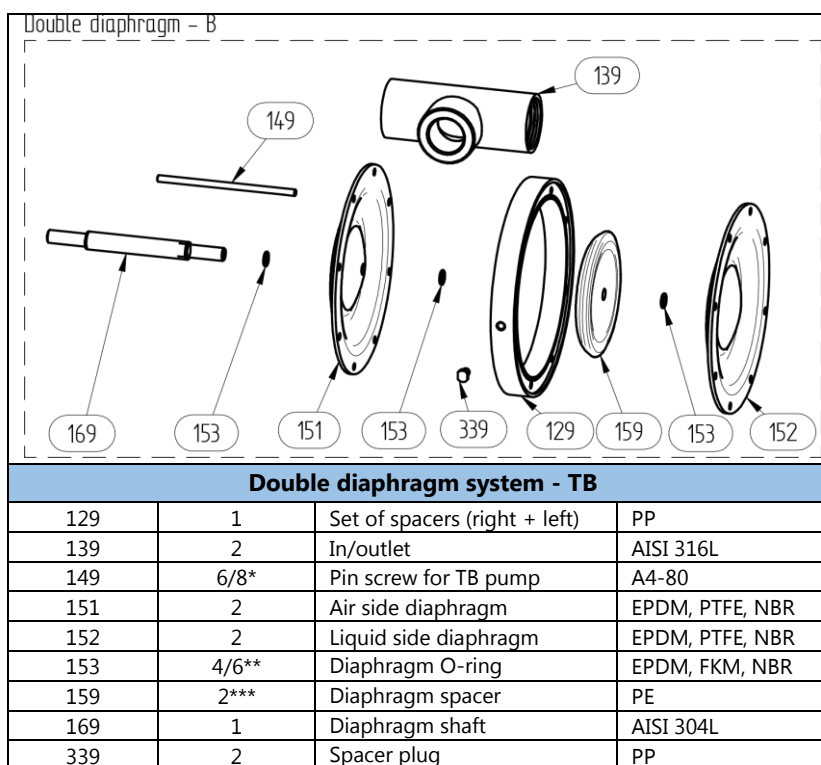 Double diaphragm - B
139
149
169
153
151
153
339
129
159
153
152
Double diaphragm system - TB
129 1 Set of spacers (right + left) PP
139 2 In/outlet AISI 316L
149 6/8* Pin screw for TB pump A4-80
151 2 Air side diaphragm EPDM, PTFE, NBR
152 2 Liquid side diaphragm EPDM, PTFE, NBR
153 4/6** Diaphragm O-ring EPDM, FKM, NBR
159 2*** Diaphragm spacer PE
169 1 Diaphragm shaft AISI 304L
339 2 Spacer plug PP